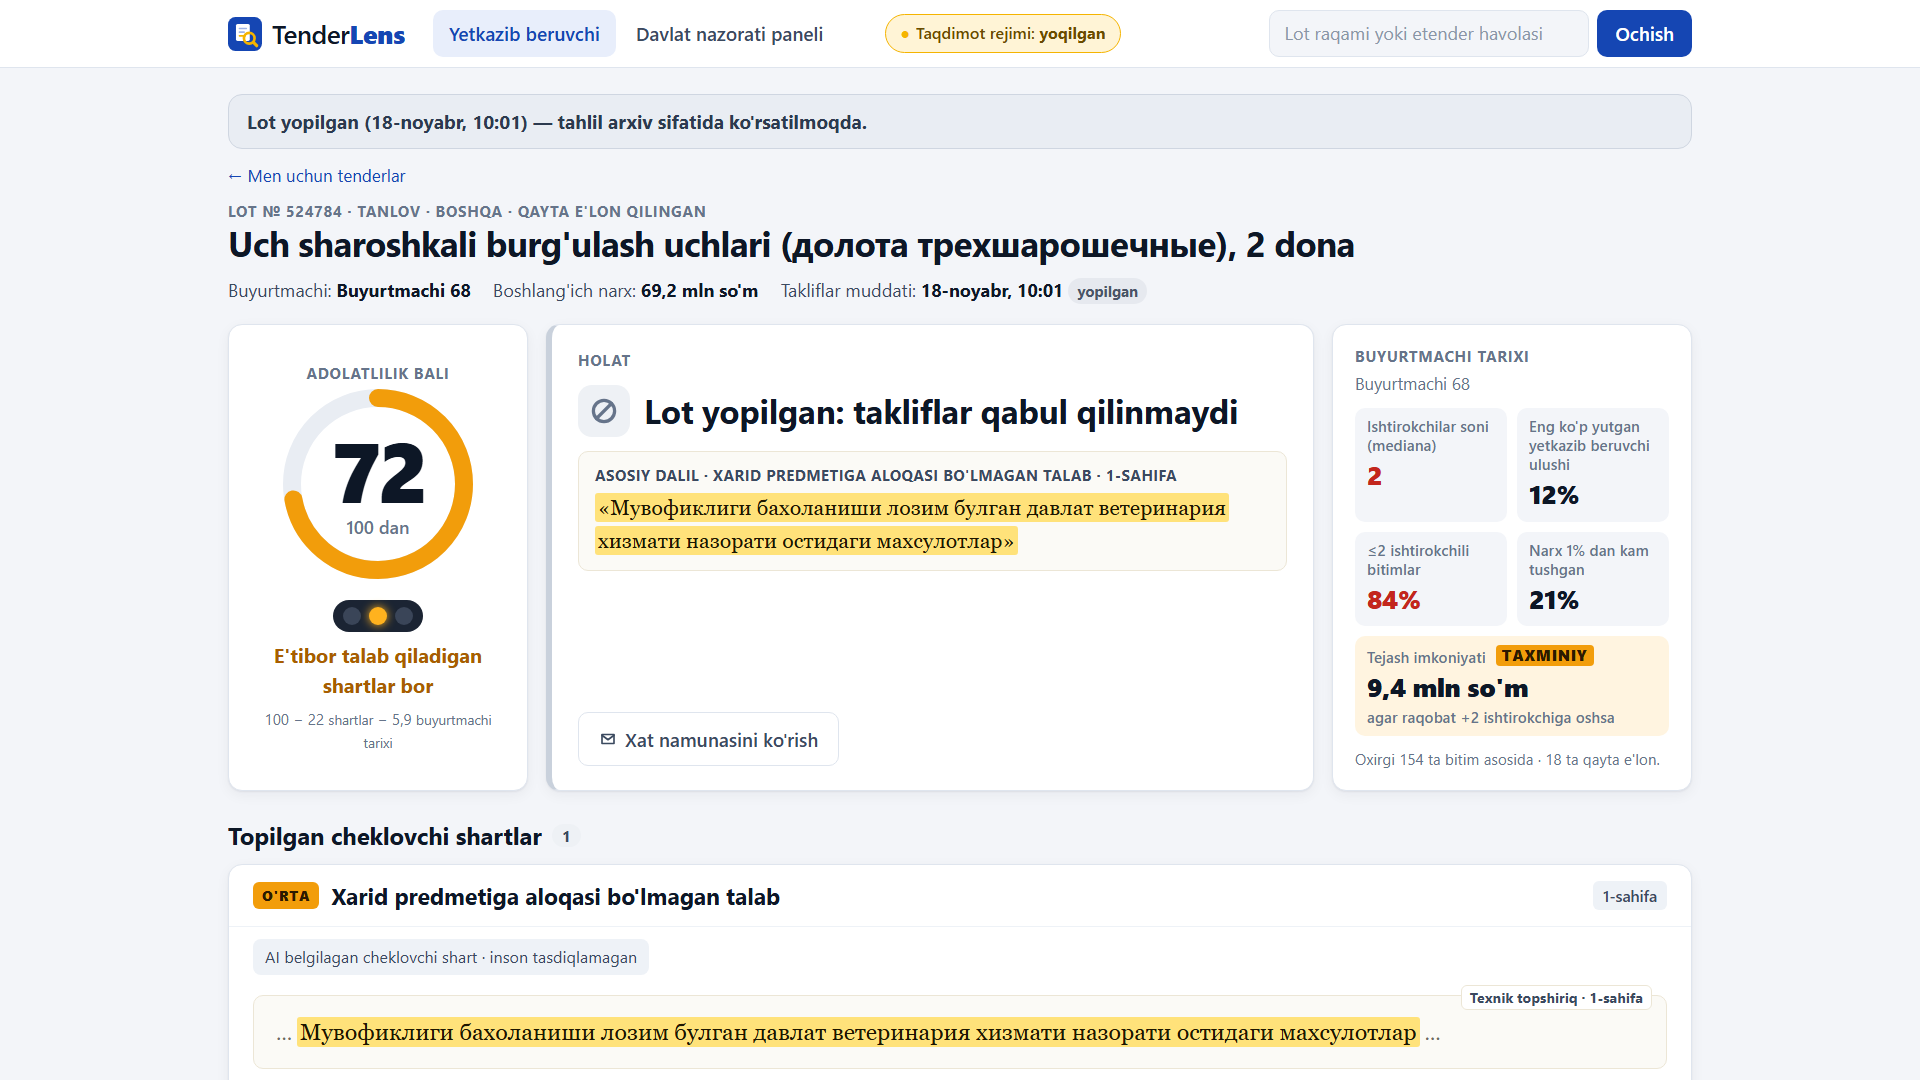 TenderLens
Yetkazib beruvchi
Davlat nazorati paneli
Taqdimot rejimi: yoqilgan
Lot raqami yoki etender havolasi
Ochish
Lot yopilgan (18-noyabr, 10:01) — tahlil arxiv sifatida ko'rsatilmoqda.
← Men uchun tenderlar
LOT № 524784 · TANLOV · BOSHQA · QAYTA E'LON QILINGAN
Uch sharoshkali burg'ulash uchlari (долота трехшарошечные), 2 dona
Buyurtmachi: Buyurtmachi 68 Boshlang'ich narx: 69,2 mln so'm Takliflar muddati: 18-noyabr, 10:01 yopilgan
ADOLATLILIK BALI
72
100 dan
E'tibor talab qiladigan
shartlar bor
100 − 22 shartlar − 5,9 buyurtmachi
tarixi
HOLAT
Lot yopilgan: takliflar qabul qilinmaydi
ASOSIY DALIL · XARID PREDMETIGA ALOQASI BO'LMAGAN TALAB · 1-SAHIFA
«Мувофиклиги бахоланиши лозим булган давлат ветеринария
хизмати назорати остидаги махсулотлар»
Xat namunasini ko'rish
BUYURTMACHI TARIXI
Buyurtmachi 68
Ishtirokchilar soni
(mediana)
2
Eng ko'p yutgan
yetkazib beruvchi
ulushi
12%
≤2 ishtirokchili
bitimlar
84%
Narx 1% dan kam
tushgan
21%
Tejash imkoniyati TAXMINIY
9,4 mln so'm
agar raqobat +2 ishtirokchiga oshsa
Oxirgi 154 ta bitim asosida · 18 ta qayta e'lon.
Topilgan cheklovchi shartlar 1
O'RTA Xarid predmetiga aloqasi bo'lmagan talab
1-sahifa
AI belgilagan cheklovchi shart · inson tasdiqlamagan
Texnik topshiriq · 1-sahifa
... Мувофиклиги бахоланиши лозим булган давлат ветеринария хизмати назорати остидаги махсулотлар ...